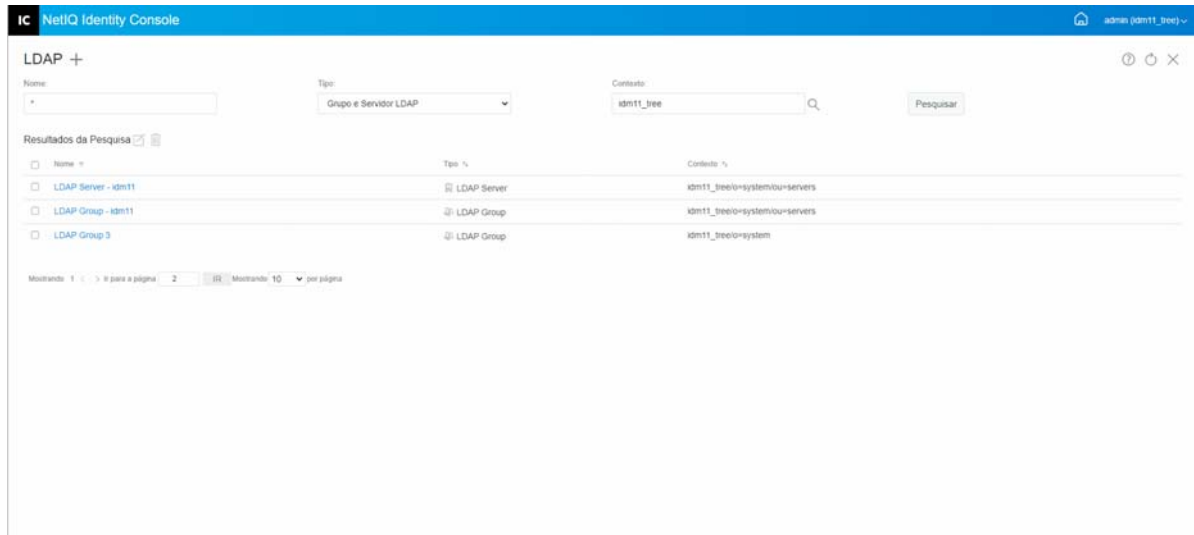 IC NetIQ Identity Console admin (idm11_tree)
LDAP
Nome: Tipo: Contexto:
* Grupo e Servidor LDAP idm11_tree Pesquisar
Resultados da Pesquisa
Nome Tipo Contexto
LDAP Server - idm11 LDAP Server idm11_tree/o=system/ou=servers
LDAP Group - idm11 LDAP Group idm11_tree/o=system/ou=servers
LDAP Group 3 LDAP Group idm11_tree/o=system
Mostrando 1 < > Ir para a página 2 IR Mostrando 10 por página